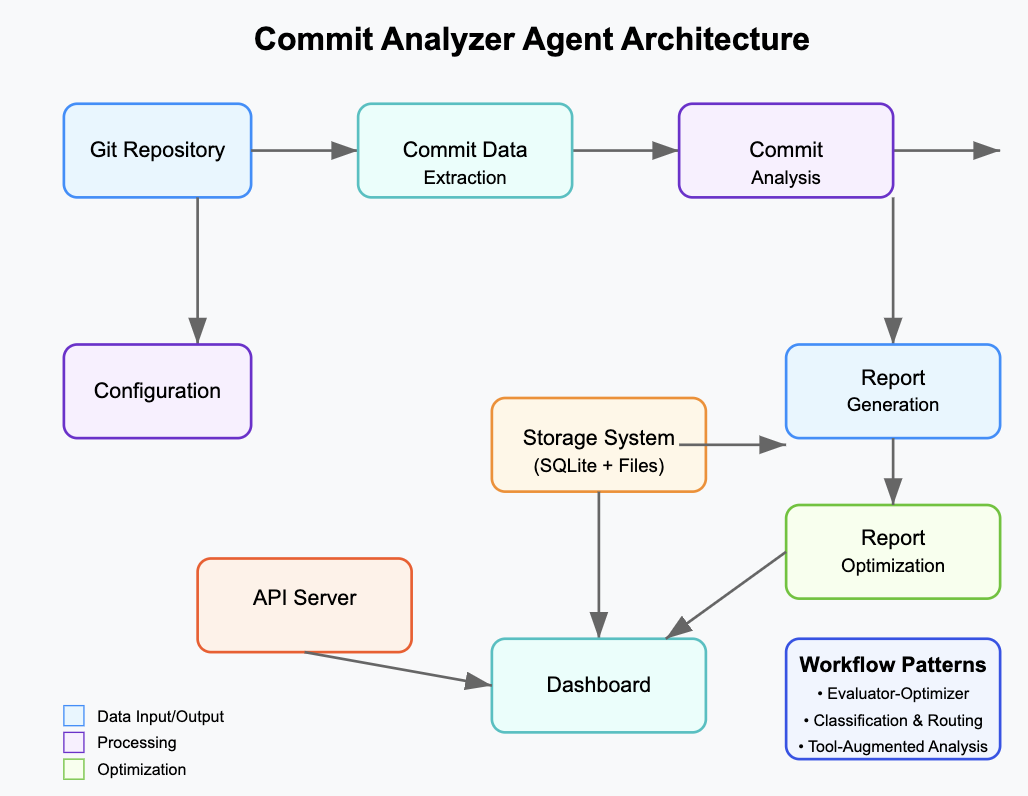 Commit Analyzer Agent Architecture
Git Repository
Commit Data
Extraction
Commit
Analysis
Configuration
Report
Generation
Storage System
(SQLite + Files)
Report
Optimization
API Server
Dashboard
Workflow Patterns
• Evaluator-Optimizer
• Classification & Routing
• Tool-Augmented Analysis
Data Input/Output
Processing
Optimization